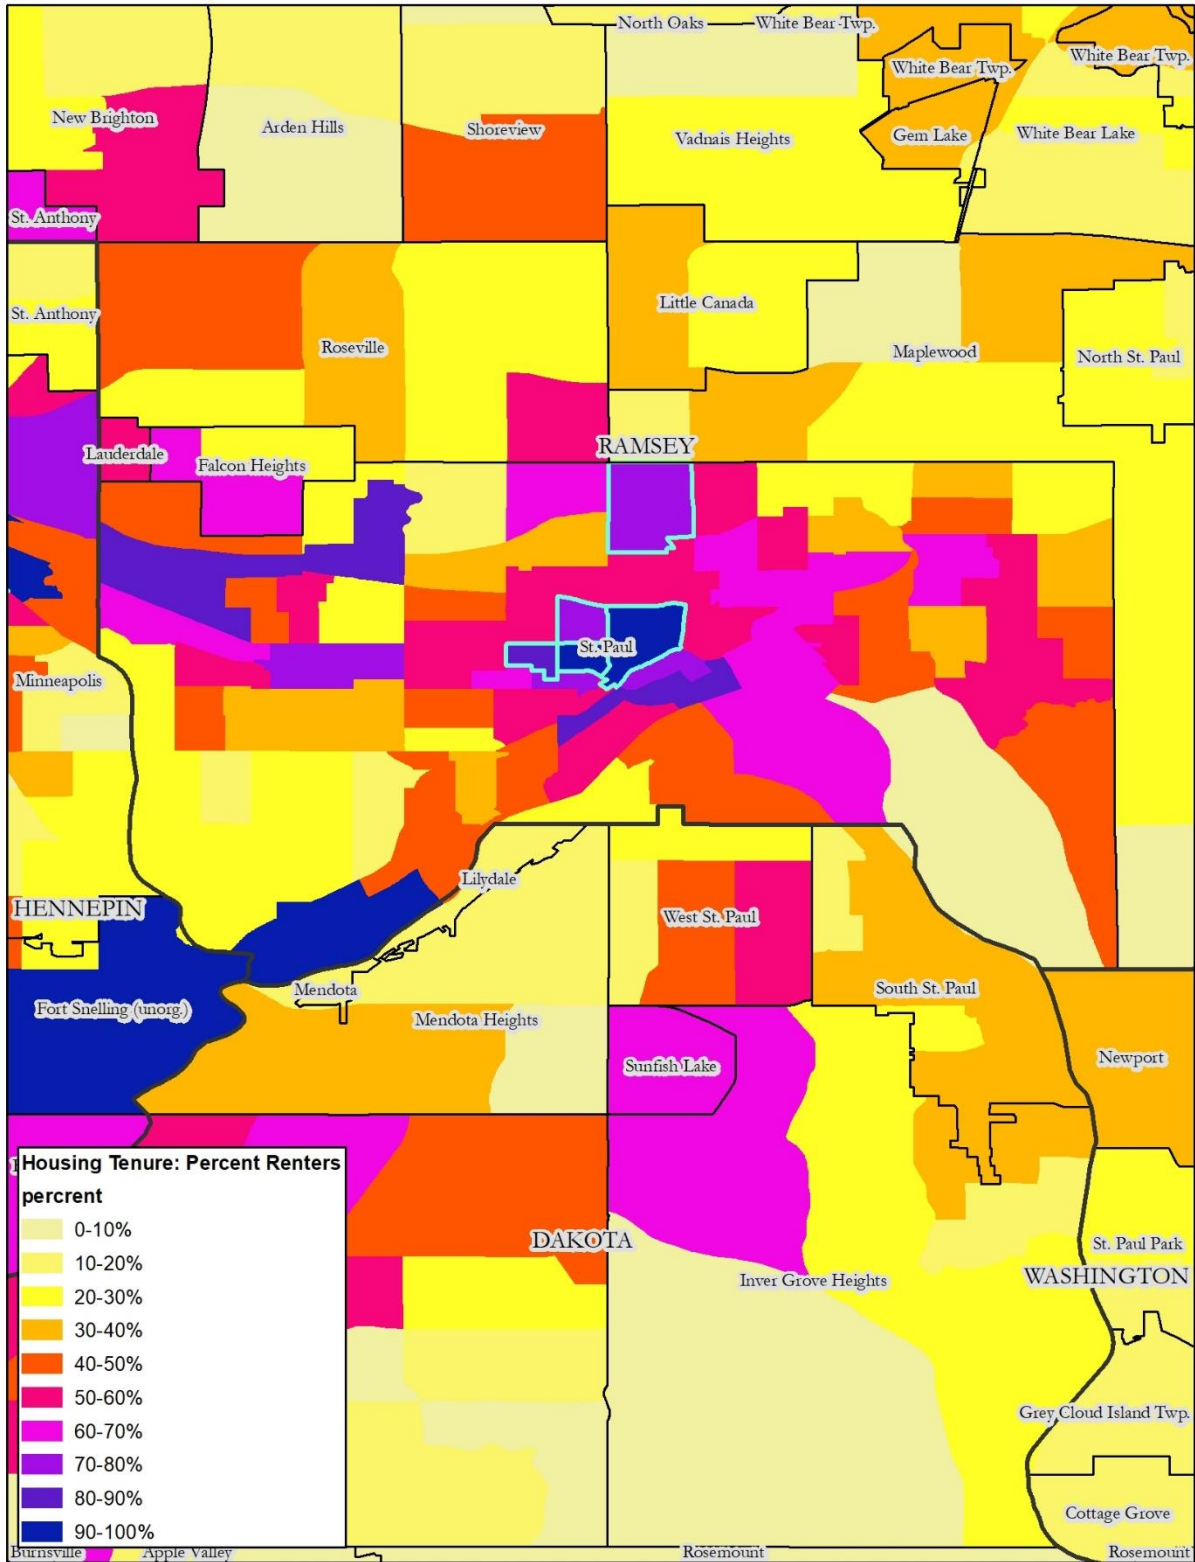 North Oaks
White Bear Twp.
White Bear Twp.
White Bear Twp.
New Brighton
Arden Hills
Shoreview
Vadnais Heights
Gem Lake
White Bear Lake
St. Anthony
St. Anthony
Little Canada
Roseville
Maplewood
North St. Paul
RAMSEY
Lauderdale
Falcon Heights
St. Paul
Minneapolis
Lilydale
HENNEPIN
West St. Paul
Mendota
South St. Paul
Fort Snelling (unorg.)
Mendota Heights
Newport
Sunfish Lake
Housing Tenure: Percent Renters
percrent
0-10%
10-20%
20-30%
30-40%
40-50%
50-60%
60-70%
70-80%
80-90%
90-100%
DAKOTA
St. Paul Park
Inver Grove Heights
WASHINGTON
Grey Cloud Island Twp.
Cottage Grove
Burnsville
Apple Valley
Rosemount
Rosemount